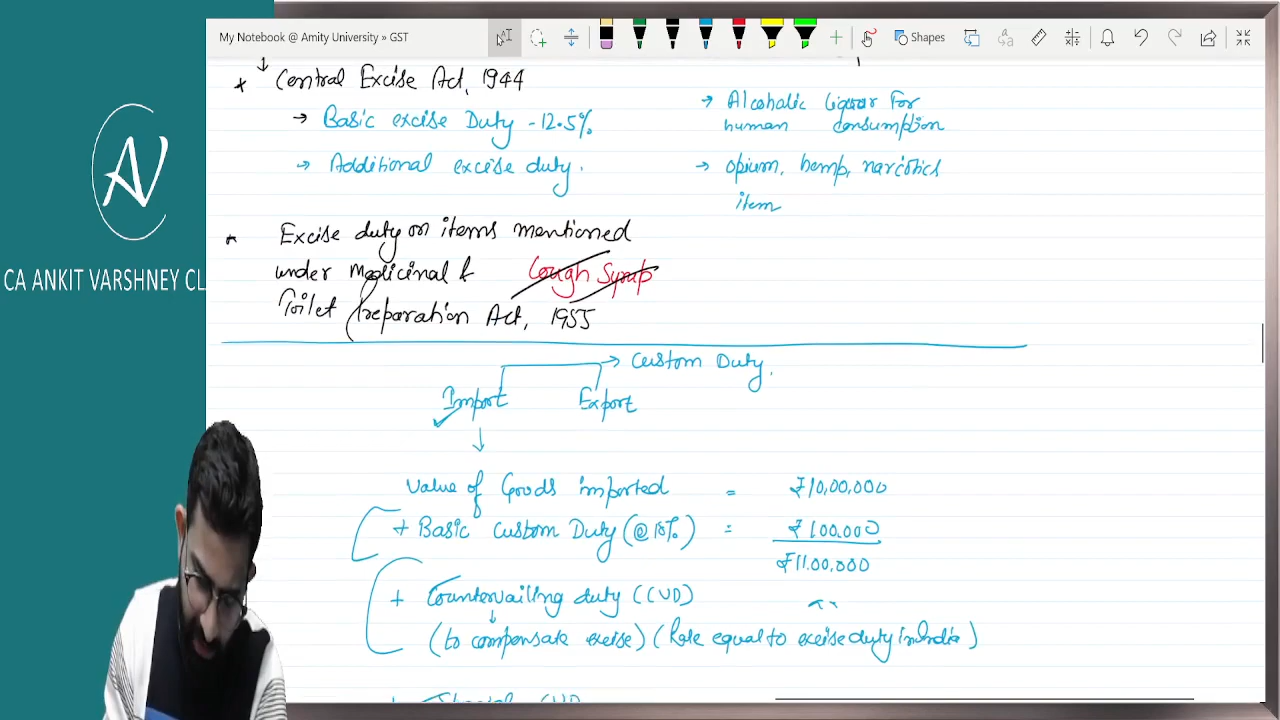 My Notebook @ Amity University » GST
Shapes
* ↓ Central Excise Act, 1944
→ Basic excise Duty - 12.5%
→ Additional excise duty.
→ Alcoholic liquor For
human consumption
→ opium, hemp, narcotics
item
* Excise duty on items mentioned
under Medicinal &
Cough Syrup
Toilet Preparation Act, 1955
→ Custom Duty.
Import Export
Value of Goods imported = ₹10,00,000
+ Basic Custom Duty (@10%) = ₹100,000
₹11,00,000
+ Countervailing duty (CVD)
(to compensate excise) (Rate equal to excise duty in India)
+ Special CVD
AV
CA ANKIT VARSHNEY CL